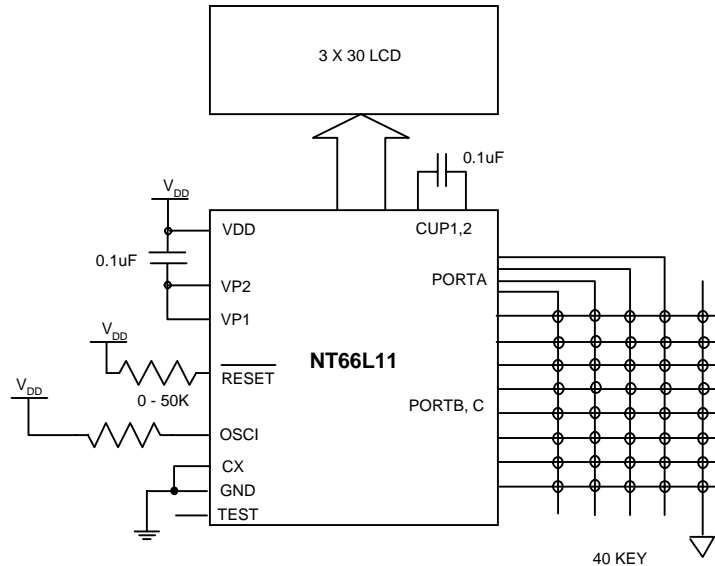 3 X 30 LCD
0.1uF
VDD
VDD
CUP1,2
0.1uF
VP2
PORTA
VP1
VDD
NT66L11
RESET
0 - 50K
VDD
PORTB, C
OSCI
CX
GND
TEST
40 KEY